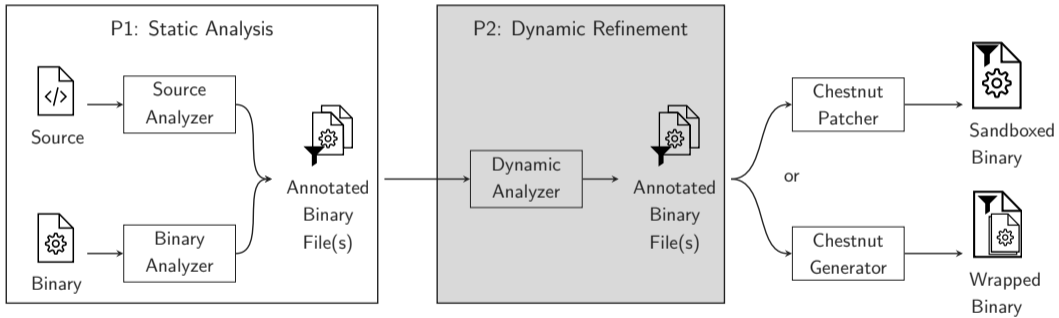 P1: Static Analysis
</>
Source
Source
Analyzer
Binary
Binary
Analyzer
Annotated
Binary
File(s)
P2: Dynamic Refinement
Dynamic
Analyzer
Annotated
Binary
File(s)
Chestnut
Patcher
or
Chestnut
Generator
Sandboxed
Binary
Wrapped
Binary